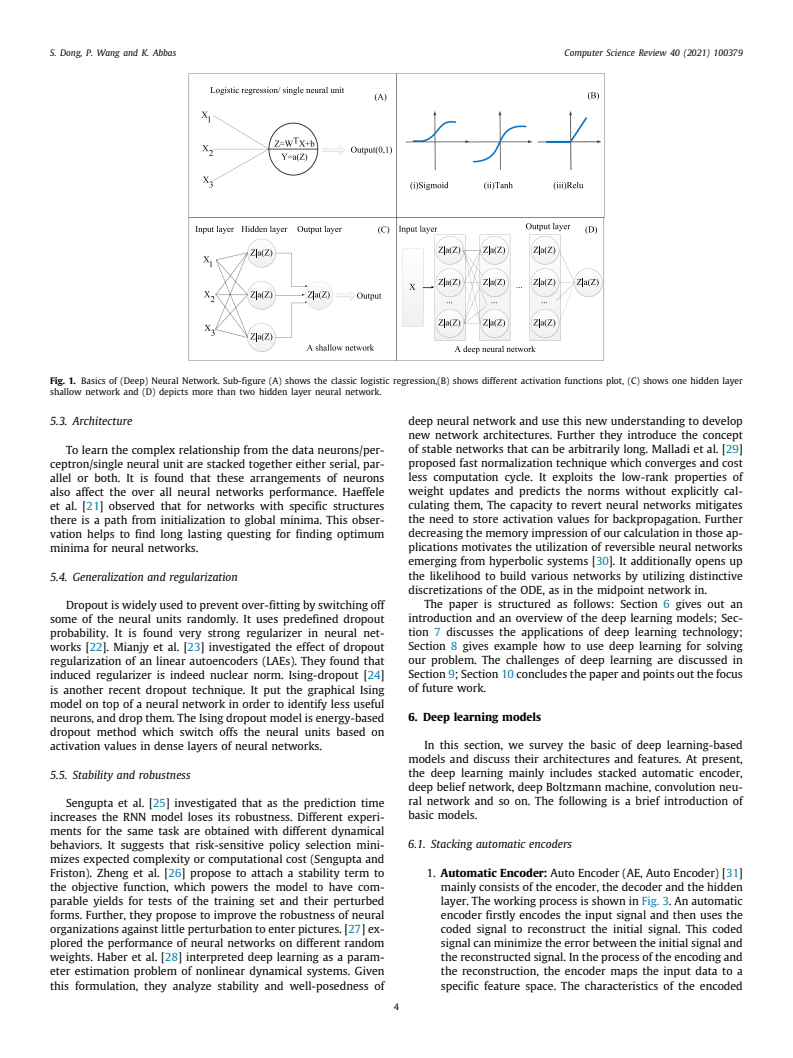 S. Dong, P. Wang and K. Abbas
Computer Science Review 40 (2021) 100379
Logistic regression/ single neural unit
(A)
X1
X2
X3
Z=W^T X+b
Y=a(Z)
Output(0,1)
(B)
(i)Sigmoid
(ii)Tanh
(iii)Relu
Input layer Hidden layer Output layer (C)
X1
X2
X3
Z|a(Z)
Z|a(Z)
Z|a(Z)
Z|a(Z)
Output
A shallow network
Input layer
Output layer
(D)
X
Z|a(Z) Z|a(Z) Z|a(Z)
Z|a(Z) Z|a(Z) ... Z|a(Z) Z|a(Z)
... ... ...
Z|a(Z) Z|a(Z) Z|a(Z)
A deep neural network
Fig. 1. Basics of (Deep) Neural Network. Sub-figure (A) shows the classic logistic regression,(B) shows different activation functions plot, (C) shows one hidden layer
shallow network and (D) depicts more than two hidden layer neural network.
5.3. Architecture
To learn the complex relationship from the data neurons/per-
ceptron/single neural unit are stacked together either serial, par-
allel or both. It is found that these arrangements of neurons
also affect the over all neural networks performance. Haeffele
et al. [21] observed that for networks with specific structures
there is a path from initialization to global minima. This obser-
vation helps to find long lasting questing for finding optimum
minima for neural networks.
5.4. Generalization and regularization
Dropout is widely used to prevent over-fitting by switching off
some of the neural units randomly. It uses predefined dropout
probability. It is found very strong regularizer in neural net-
works [22]. Mianjy et al. [23] investigated the effect of dropout
regularization of an linear autoencoders (LAEs). They found that
induced regularizer is indeed nuclear norm. Ising-dropout [24]
is another recent dropout technique. It put the graphical Ising
model on top of a neural network in order to identify less useful
neurons, and drop them. The Ising dropout model is energy-based
dropout method which switch offs the neural units based on
activation values in dense layers of neural networks.
5.5. Stability and robustness
Sengupta et al. [25] investigated that as the prediction time
increases the RNN model loses its robustness. Different experi-
ments for the same task are obtained with different dynamical
behaviors. It suggests that risk-sensitive policy selection mini-
mizes expected complexity or computational cost (Sengupta and
Friston). Zheng et al. [26] propose to attach a stability term to
the objective function, which powers the model to have com-
parable yields for tests of the training set and their perturbed
forms. Further, they propose to improve the robustness of neural
organizations against little perturbation to enter pictures. [27] ex-
plored the performance of neural networks on different random
weights. Haber et al. [28] interpreted deep learning as a param-
eter estimation problem of nonlinear dynamical systems. Given
this formulation, they analyze stability and well-posedness of
deep neural network and use this new understanding to develop
new network architectures. Further they introduce the concept
of stable networks that can be arbitrarily long. Malladi et al. [29]
proposed fast normalization technique which converges and cost
less computation cycle. It exploits the low-rank properties of
weight updates and predicts the norms without explicitly cal-
culating them, The capacity to revert neural networks mitigates
the need to store activation values for backpropagation. Further
decreasing the memory impression of our calculation in those ap-
plications motivates the utilization of reversible neural networks
emerging from hyperbolic systems [30]. It additionally opens up
the likelihood to build various networks by utilizing distinctive
discretizations of the ODE, as in the midpoint network in.
The paper is structured as follows: Section 6 gives out an
introduction and an overview of the deep learning models; Sec-
tion 7 discusses the applications of deep learning technology;
Section 8 gives example how to use deep learning for solving
our problem. The challenges of deep learning are discussed in
Section 9; Section 10 concludes the paper and points out the focus
of future work.
6. Deep learning models
In this section, we survey the basic of deep learning-based
models and discuss their architectures and features. At present,
the deep learning mainly includes stacked automatic encoder,
deep belief network, deep Boltzmann machine, convolution neu-
ral network and so on. The following is a brief introduction of
basic models.
6.1. Stacking automatic encoders
1. Automatic Encoder: Auto Encoder (AE, Auto Encoder) [31]
mainly consists of the encoder, the decoder and the hidden
layer. The working process is shown in Fig. 3. An automatic
encoder firstly encodes the input signal and then uses the
coded signal to reconstruct the initial signal. This coded
signal can minimize the error between the initial signal and
the reconstructed signal. In the process of the encoding and
the reconstruction, the encoder maps the input data to a
specific feature space. The characteristics of the encoded
4